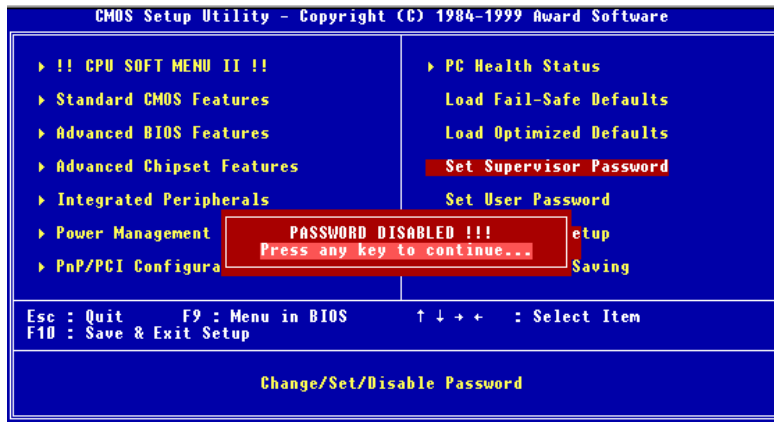 CMOS Setup Utility - Copyright (C) 1984-1999 Award Software
!! CPU SOFT MENU II !!
Standard CMOS Features
Advanced BIOS Features
Advanced Chipset Features
Integrated Peripherals
Power Management
PnP/PCI Configura
PC Health Status
Load Fail-Safe Defaults
Load Optimized Defaults
Set Supervisor Password
Set User Password
etup
Saving
PASSWORD DISABLED !!!
Press any key to continue...
Esc : Quit F9 : Menu in BIOS ↑ ↓ → ← : Select Item
F10 : Save & Exit Setup
Change/Set/Disable Password